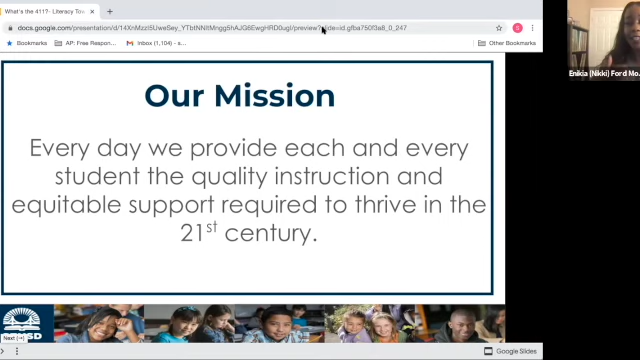 What's the 411?- Literacy Tow
docs.google.com/presentation/d/14XnMzzI5UweSey_YTbtNNltMngg5hAJG6EwgHRD0ugI/preview?slide=id.gfba750f3a8_0_247
Bookmarks
AP: Free Respon...
Inbox (1,104) - s...
Other Bookmarks
Enikia (Nikki) Ford Mo...
Our Mission
Every day we provide each and every
student the quality instruction and
equitable support required to thrive in the
21st century.
Next (→)
Google Slides